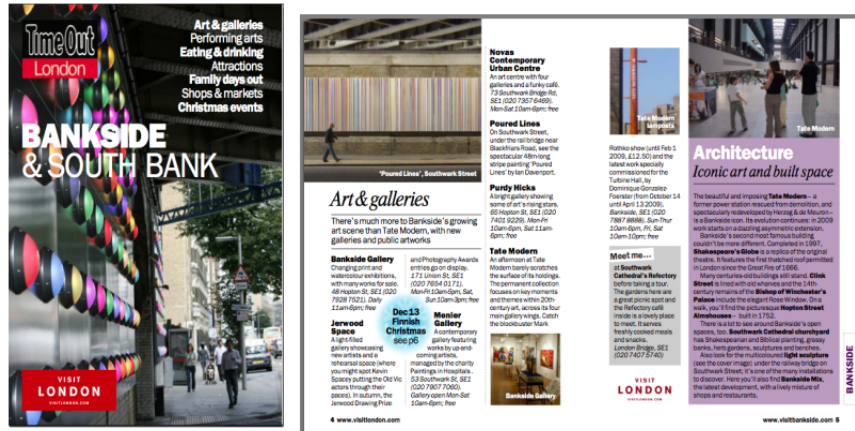 TimeOut
London
Art & galleries
Performing arts
Eating & drinking
Attractions
Family days out
Shops & markets
Christmas events
BANKSIDE
& SOUTH BANK
VISIT
LONDON
VISITLONDON.COM
'Poured Lines', Southwark Street
Art & galleries
There's much more to Bankside's growing
art scene than Tate Modern, with new
galleries and public artworks
Bankside Gallery
Changing print and
watercolour exhibitions,
with many works for sale.
48 Hopton St, SE1 (020
7928 7521). Daily
11am-6pm; free
Jerwood
Space
A light-filled
gallery showcasing
new artists and a
rehearsal space (where
you might spot Kevin
Spacey putting the Old Vic
actors through their
paces). In autumn, the
Jerwood Drawing Prize
and Photography Awards
entries go on display.
171 Union St, SE1
(020 7654 0171).
Mon-Fri 10am-5pm, Sat,
Sun 10am-3pm; free
Dec 13
Finnish
Christmas
see p6
Menier
Gallery
A contemporary
gallery featuring
works by up-and-
coming artists,
managed by the charity
Paintings in Hospitals.
53 Southwark St, SE1
(020 7907 7060).
Gallery open Mon-Sat
10am-6pm; free
4 www.visitlondon.com
Novas
Contemporary
Urban Centre
An art centre with four
galleries and a funky café.
73 Southwark Bridge Rd,
SE1 (020 7357 6469).
Mon-Sat 10am-6pm; free
Poured Lines
On Southwark Street,
under the rail bridge near
Blackfriars Road, see the
spectacular 48m-long
stripe painting 'Poured
Lines' by Ian Davenport.
Purdy Hicks
A bright gallery showing
some of art's rising stars.
65 Hopton St, SE1 (020
7401 9229). Mon-Fri
10am-6pm, Sat 11am-
6pm; free
Tate Modern
An afternoon at Tate
Modern barely scratches
the surface of its holdings.
The permanent collection
focuses on key moments
and themes within 20th-
century art, across its four
main gallery wings. Catch
the blockbuster Mark
Bankside Gallery
Tate Modern
lamposts
Rothko show (until Feb 1
2009, £12.50) and the
latest work specially
commissioned for the
Turbine Hall, by
Dominique Gonzalez-
Foerster (from October 14
until April 13 2009).
Bankside, SE1 (020
7887 8888). Sun-Thur
10am-6pm, Fri, Sat
10am-10pm; free
Meet me...
at Southwark
Cathedral's Refectory
before taking a tour.
The gardens here are
a great picnic spot and
the Refectory café
inside is a lovely place
to meet. It serves
freshly cooked meals
and snacks.
London Bridge, SE1
(020 7407 5740)
VISIT
LONDON
VISITLONDON.COM
Tate Modern
Architecture
Iconic art and built space
The beautiful and imposing Tate Modern – a
former power station rescued from demolition, and
spectacularly redeveloped by Herzog & de Meuron –
is a Bankside icon. Its evolution continues: in 2009
work starts on a dazzling asymmetric extension.
Bankside's second most famous building
couldn't be more different. Completed in 1997,
Shakespeare's Globe is a replica of the original
theatre. It features the first thatched roof permitted
in London since the Great Fire of 1666.
Many centuries-old buildings still stand. Clink
Street is lined with old wharves and the 14th
century remains of the Bishop of Winchester's
Palace include the elegant Rose Window. On a
walk, you'll find the picturesque Hopton Street
Almshouses – built in 1752.
There is a lot to see around Bankside's open
spaces, too. Southwark Cathedral churchyard
has Shakespearean and Biblical planting, grassy
banks, herb gardens, sculptures and benches.
Also look for the multicoloured light sculpture
(see the cover image) under the railway bridge on
Southwark Street; it's one of the many installations
to discover. Here you'll also find Bankside Mix,
the latest development, with a lively mixture of
shops and restaurants.
BANKSIDE
www.visitbankside.com 5